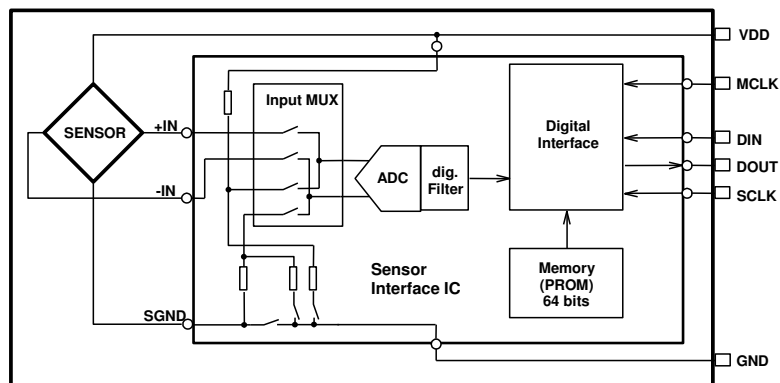 VDD
MCLK
Input MUX
SENSOR
+IN
Digital
Interface
DIN
DOUT
ADC
dig.
Filter
-IN
SCLK
Sensor
Interface IC
Memory
(PROM)
64 bits
SGND
GND